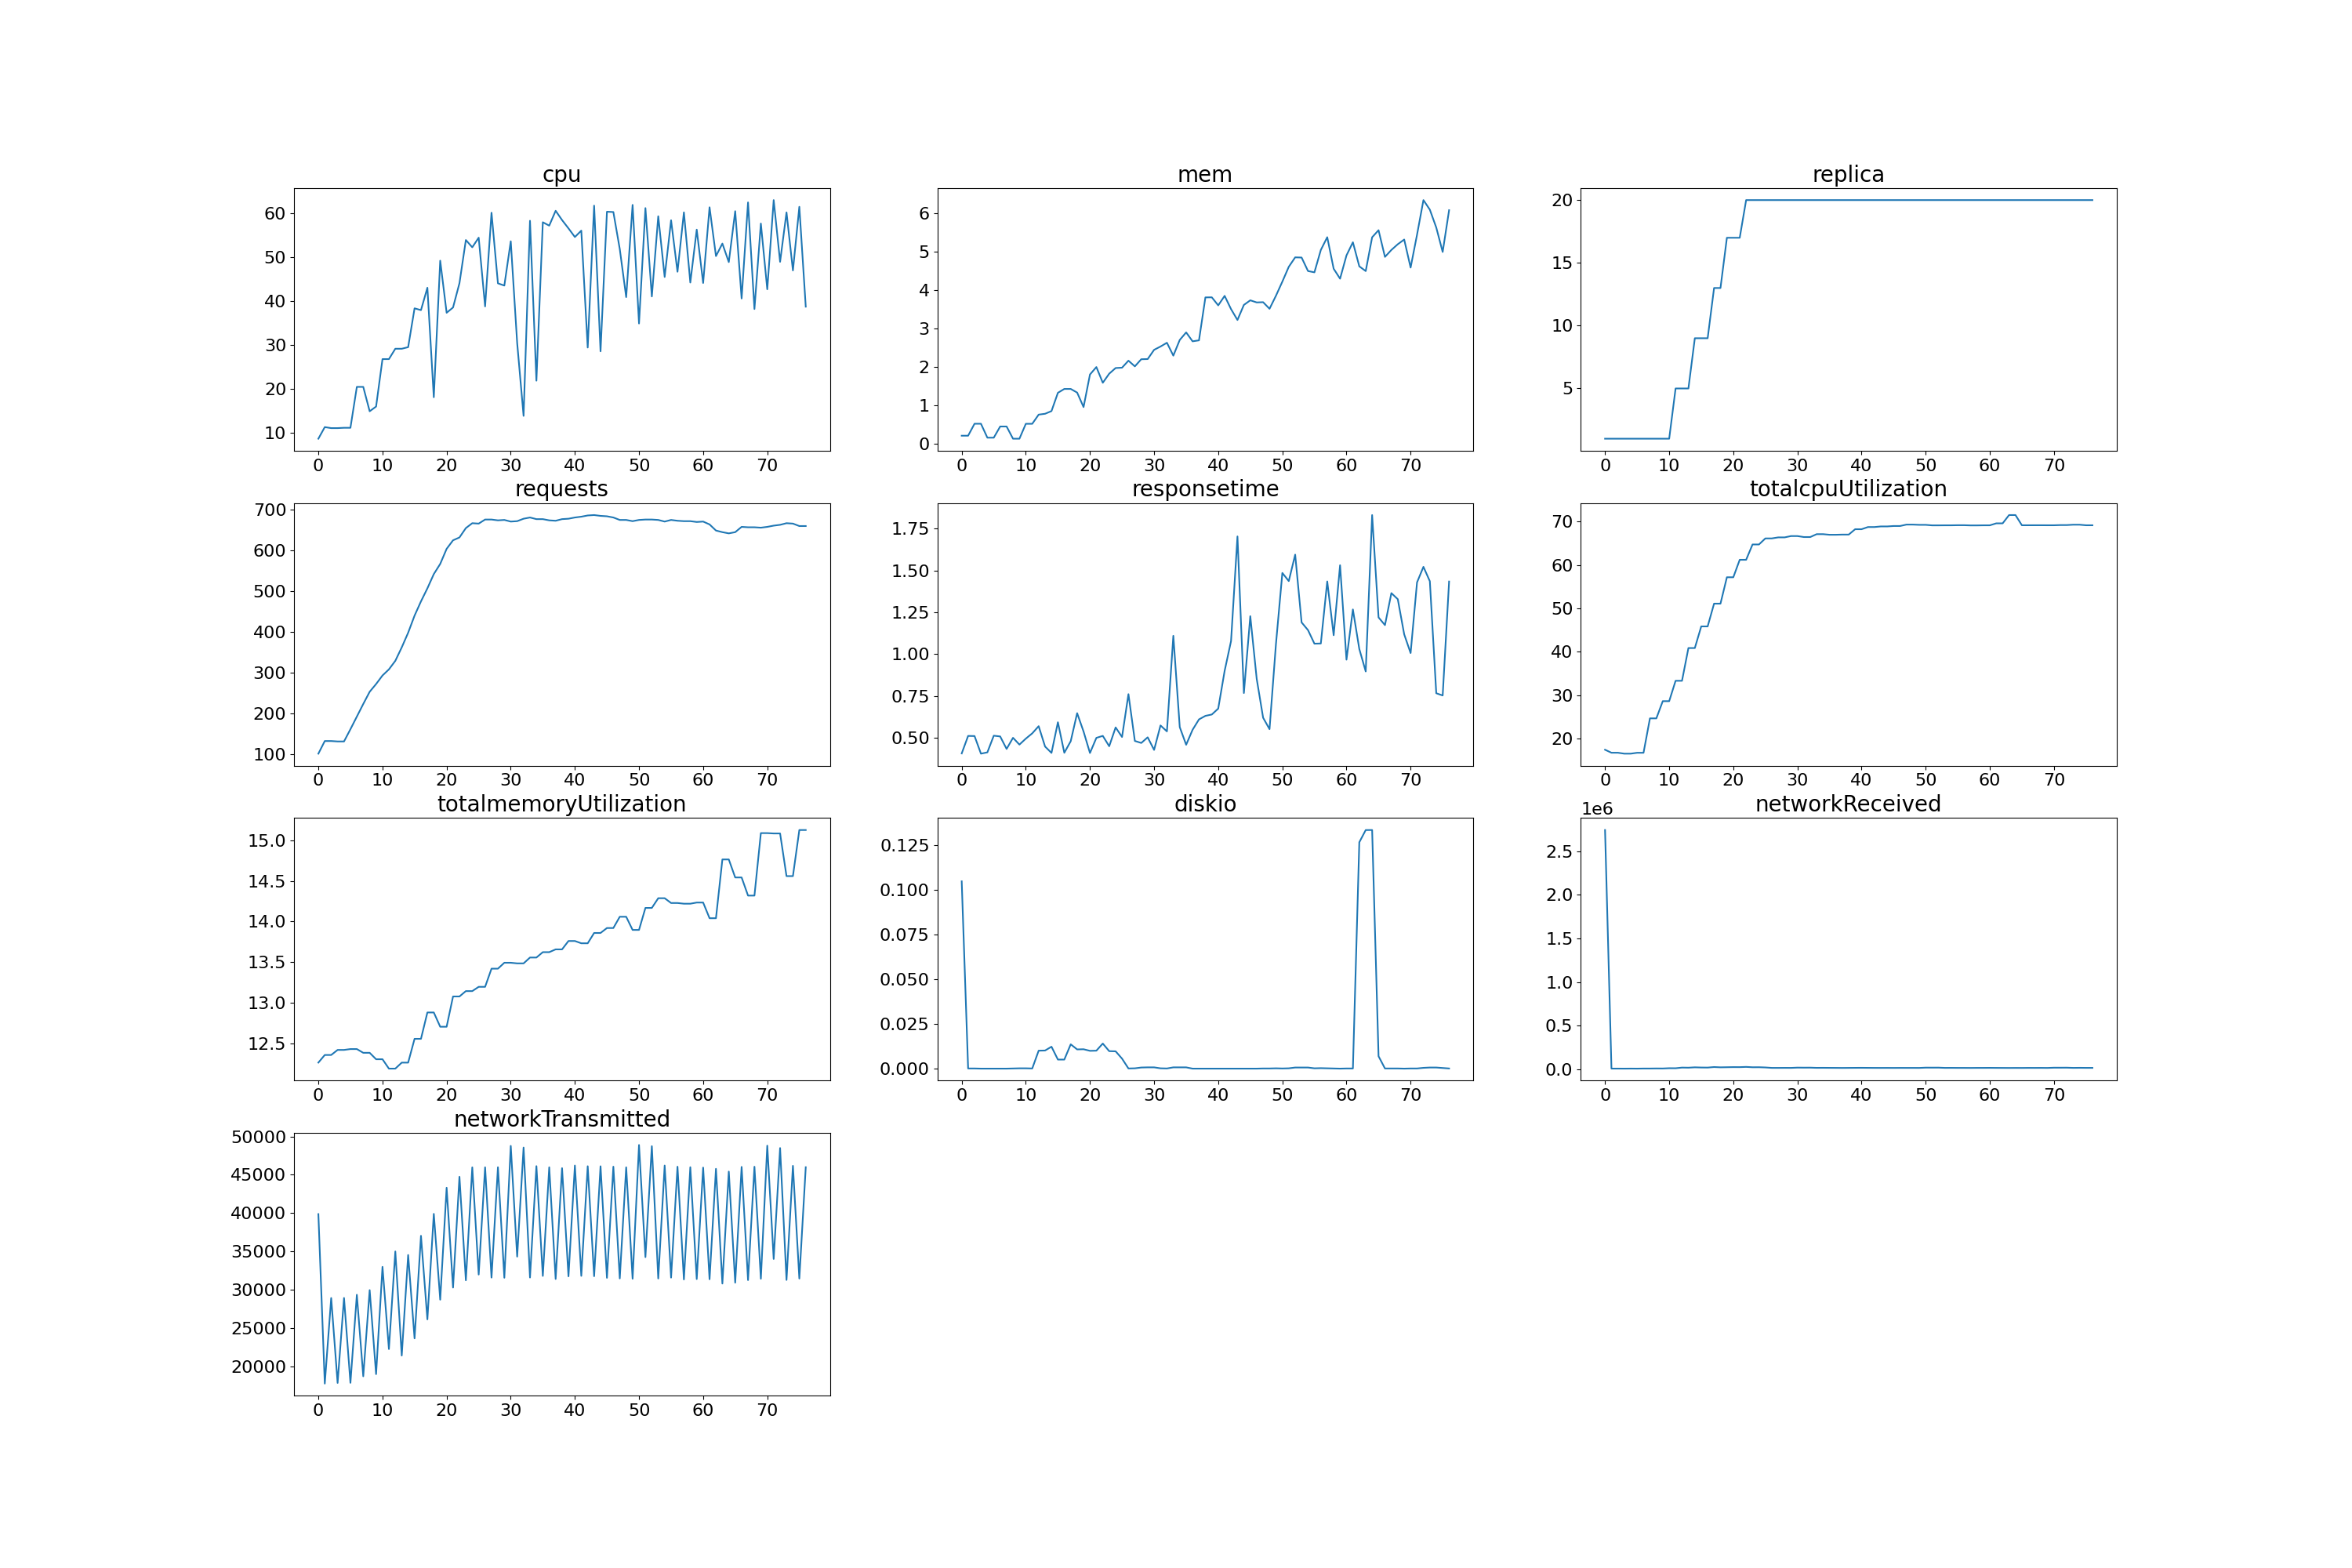 cpu
60
50
40
30
20
10
0 10 20 30 40 50 60 70
mem
6
5
4
3
2
1
0
0 10 20 30 40 50 60 70
replica
20
15
10
5
0 10 20 30 40 50 60 70
requests
700
600
500
400
300
200
100
0 10 20 30 40 50 60 70
responsetime
1.75
1.50
1.25
1.00
0.75
0.50
0 10 20 30 40 50 60 70
totalcpuUtilization
70
60
50
40
30
20
0 10 20 30 40 50 60 70
totalmemoryUtilization
15.0
14.5
14.0
13.5
13.0
12.5
0 10 20 30 40 50 60 70
diskio
0.125
0.100
0.075
0.050
0.025
0.000
0 10 20 30 40 50 60 70
networkReceived
1e6
2.5
2.0
1.5
1.0
0.5
0.0
0 10 20 30 40 50 60 70
networkTransmitted
50000
45000
40000
35000
30000
25000
20000
0 10 20 30 40 50 60 70